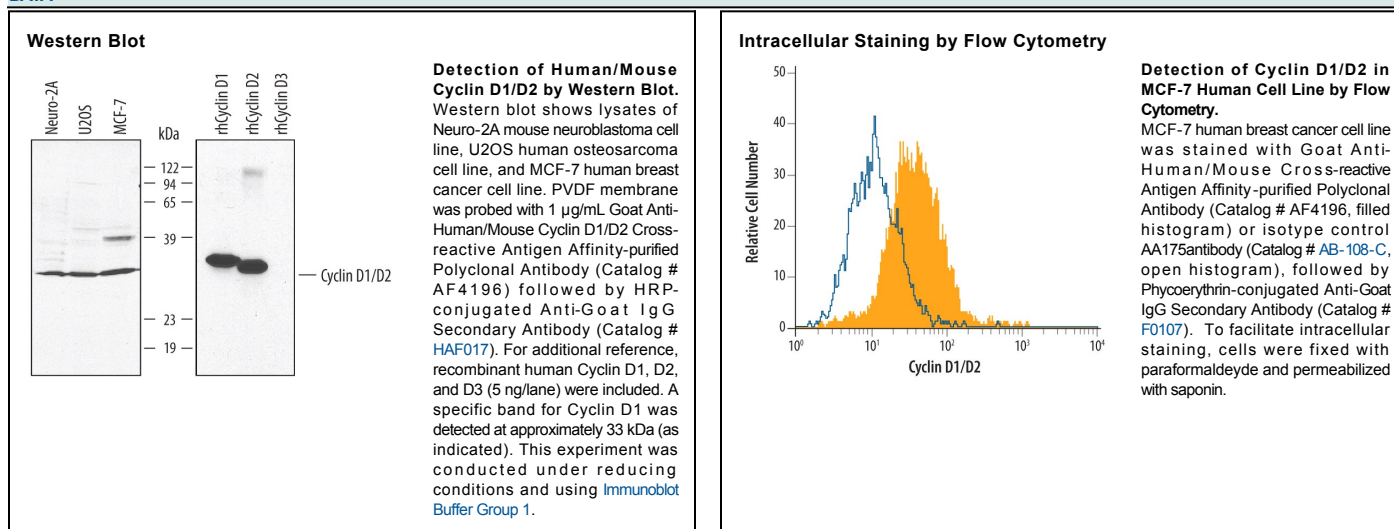 Western Blot
Neuro-2A
U2OS
MCF-7
kDa
rhCyclin D1
rhCyclin D2
rhCyclin D3
122
94
65
39
23
19
Cyclin D1/D2
Detection of Human/Mouse
Cyclin D1/D2 by Western Blot.
Western blot shows lysates of
Neuro-2A mouse neuroblastoma cell
line, U2OS human osteosarcoma
cell line, and MCF-7 human breast
cancer cell line. PVDF membrane
was probed with 1 µg/mL Goat Anti-
Human/Mouse Cyclin D1/D2 Cross-
reactive Antigen Affinity-purified
Polyclonal Antibody (Catalog #
AF4196) followed by HRP-
conjugated Anti-Goat IgG
Secondary Antibody (Catalog #
HAF017). For additional reference,
recombinant human Cyclin D1, D2,
and D3 (5 ng/lane) were included. A
specific band for Cyclin D1 was
detected at approximately 33 kDa (as
indicated). This experiment was
conducted under reducing
conditions and using Immunoblot
Buffer Group 1.
Intracellular Staining by Flow Cytometry
Relative Cell Number
50
40
30
20
10
0
10⁰ 10¹ 10² 10³ 10⁴
Cyclin D1/D2
Detection of Cyclin D1/D2 in
MCF-7 Human Cell Line by Flow
Cytometry.
MCF-7 human breast cancer cell line
was stained with Goat Anti-
Human/Mouse Cross-reactive
Antigen Affinity-purified Polyclonal
Antibody (Catalog # AF4196, filled
histogram) or isotype control
AA175antibody (Catalog # AB-108-C,
open histogram), followed by
Phycoerythrin-conjugated Anti-Goat
IgG Secondary Antibody (Catalog #
F0107). To facilitate intracellular
staining, cells were fixed with
paraformaldeyde and permeabilized
with saponin.